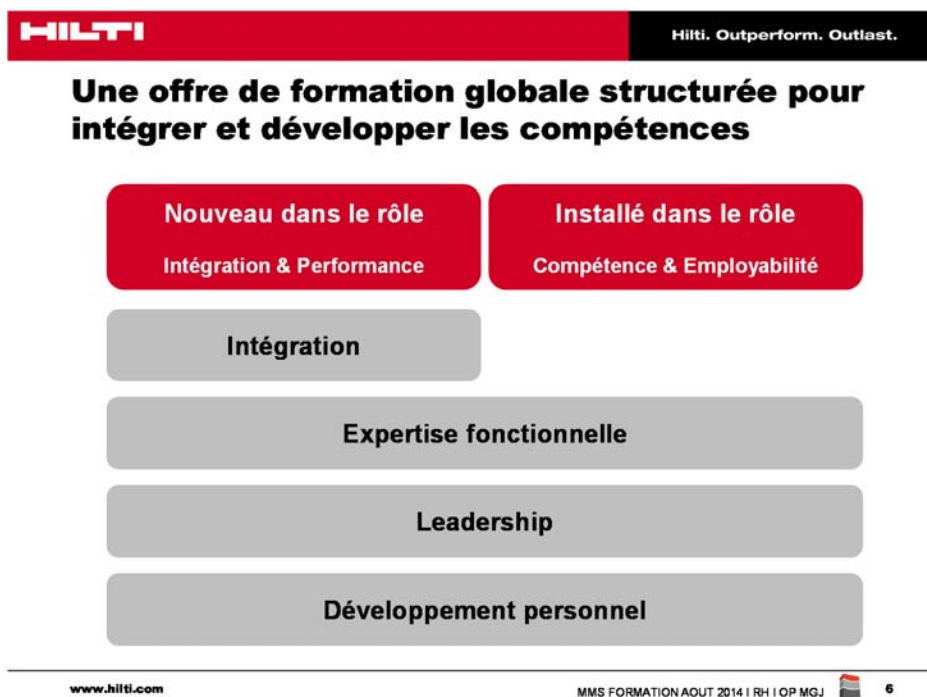 HILTI
Hilti. Outperform. Outlast.
Une offre de formation globale structurée pour
intégrer et développer les compétences
Nouveau dans le rôle
Intégration & Performance
Installé dans le rôle
Compétence & Employabilité
Intégration
Expertise fonctionnelle
Leadership
Développement personnel
www.hilti.com
MMS FORMATION AOUT 2014 I RH I OP MGJ
6